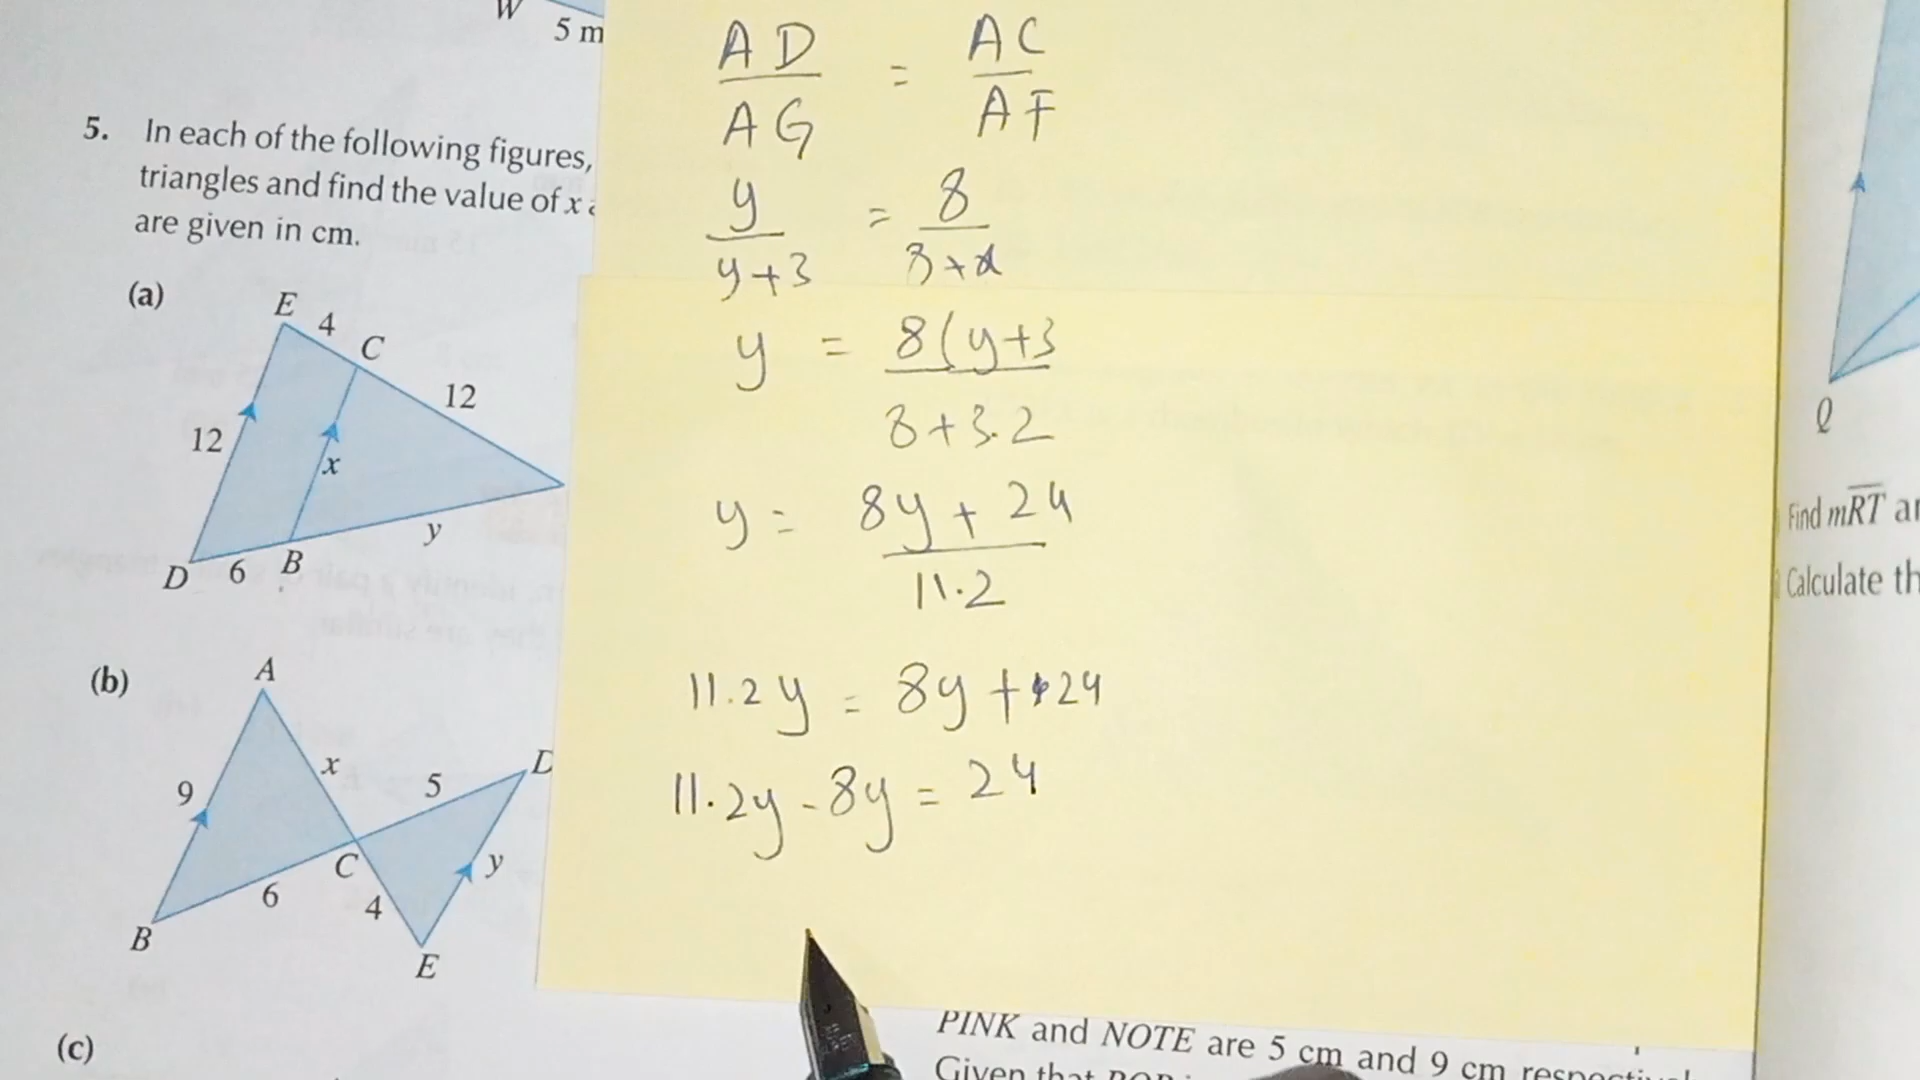 W
5 m
5. In each of the following figures,
triangles and find the value of x
are given in cm.
(a)
E
4
C
12
12
x
y
D
6
B
(b)
A
x
5
D
9
C
y
6
4
B
E
(c)
AD/AG = AC/AF
y/y+3 = 8/8+x
y = 8(y+3/8+3.2
y = 8y+24/11.2
11.2y = 8y+24
11.2y-8y = 24
PINK and NOTE are 5 cm and 9 cm
Given that
Q
Find mRT
Calculate